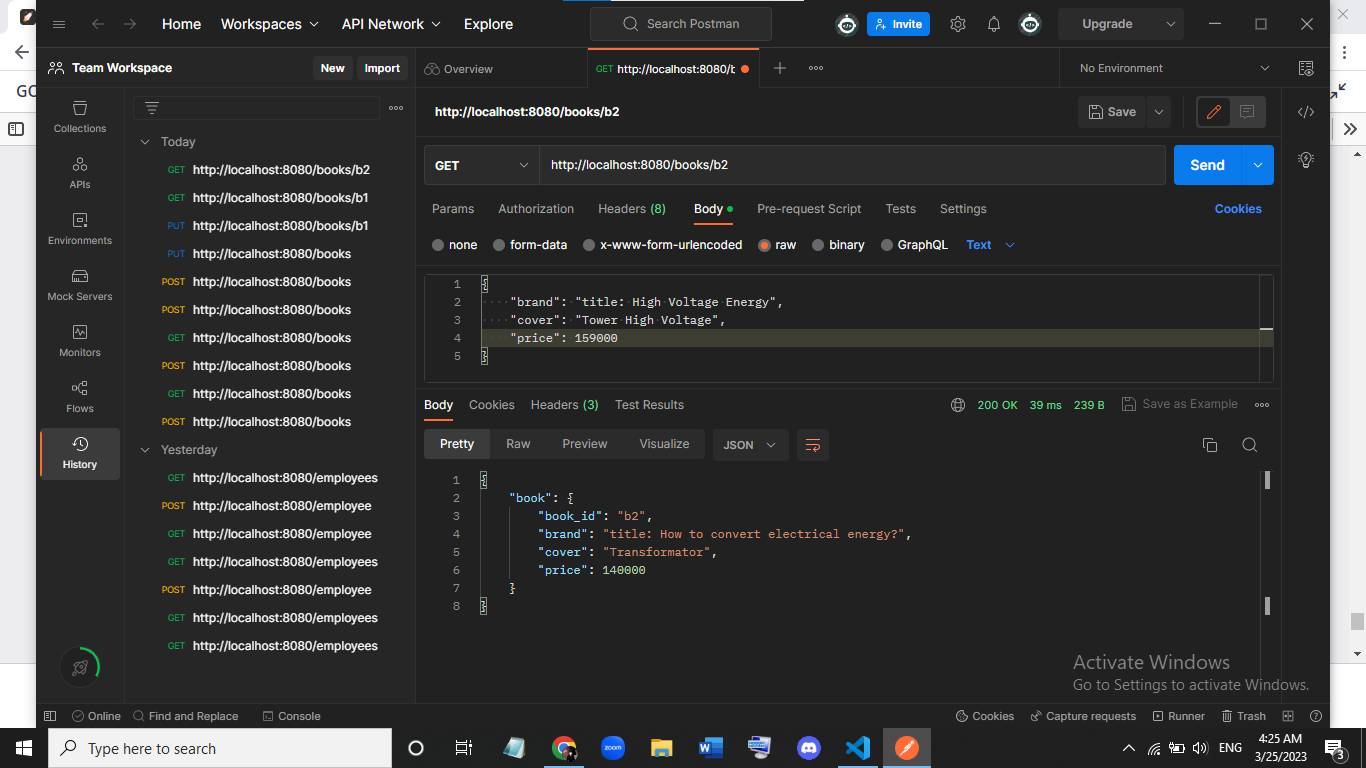 Home Workspaces API Network Explore Search Postman Invite Upgrade
Team Workspace New Import Overview GET http://localhost:8080/b No Environment
GO
http://localhost:8080/books/b2 Save
Collections
APIs
Environments
Mock Servers
Monitors
Flows
History
Today
GET http://localhost:8080/books/b2
GET http://localhost:8080/books/b1
PUT http://localhost:8080/books/b1
PUT http://localhost:8080/books
POST http://localhost:8080/books
POST http://localhost:8080/books
GET http://localhost:8080/books
POST http://localhost:8080/books
GET http://localhost:8080/books
POST http://localhost:8080/books
Yesterday
GET http://localhost:8080/employees
POST http://localhost:8080/employee
GET http://localhost:8080/employee
GET http://localhost:8080/employees
POST http://localhost:8080/employee
GET http://localhost:8080/employees
GET http://localhost:8080/employees
GET http://localhost:8080/books/b2 Send
Params Authorization Headers (8) Body Pre-request Script Tests Settings Cookies
none form-data x-www-form-urlencoded raw binary GraphQL Text
1 {
2 "brand": "title: High Voltage Energy",
3 "cover": "Tower High Voltage",
4 "price": 159000
5 }
Body Cookies Headers (3) Test Results 200 OK 39 ms 239 B Save as Example
Pretty Raw Preview Visualize JSON
1 {
2 "book": {
3 "book_id": "b2",
4 "brand": "title: How to convert electrical energy?",
5 "cover": "Transformator",
6 "price": 140000
7 }
8 }
Activate Windows
Go to Settings to activate Windows.
Online Find and Replace Console Cookies Capture requests Runner Trash
Type here to search zoom ENG 4:25 AM
3/25/2023 3